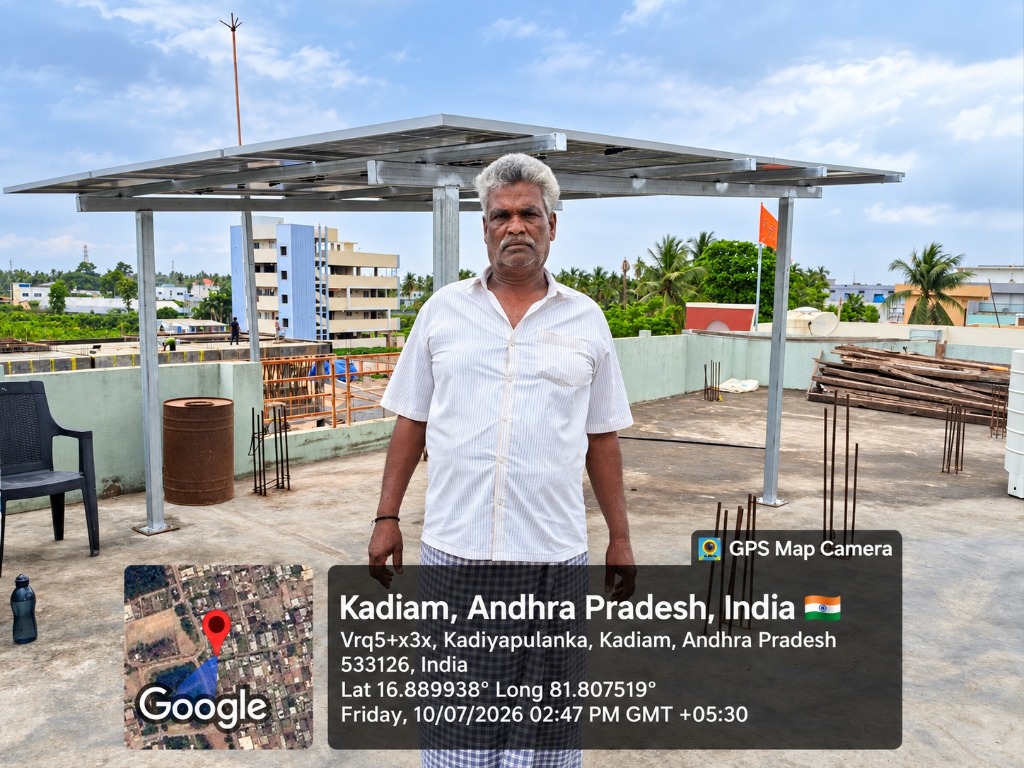 GPS Map Camera
Kadiam, Andhra Pradesh, India
Vrq5+x3x, Kadiyapulanka, Kadiam, Andhra Pradesh
533126, India
Lat 16.889938° Long 81.807519°
Friday, 10/07/2026 02:47 PM GMT +05:30
Google